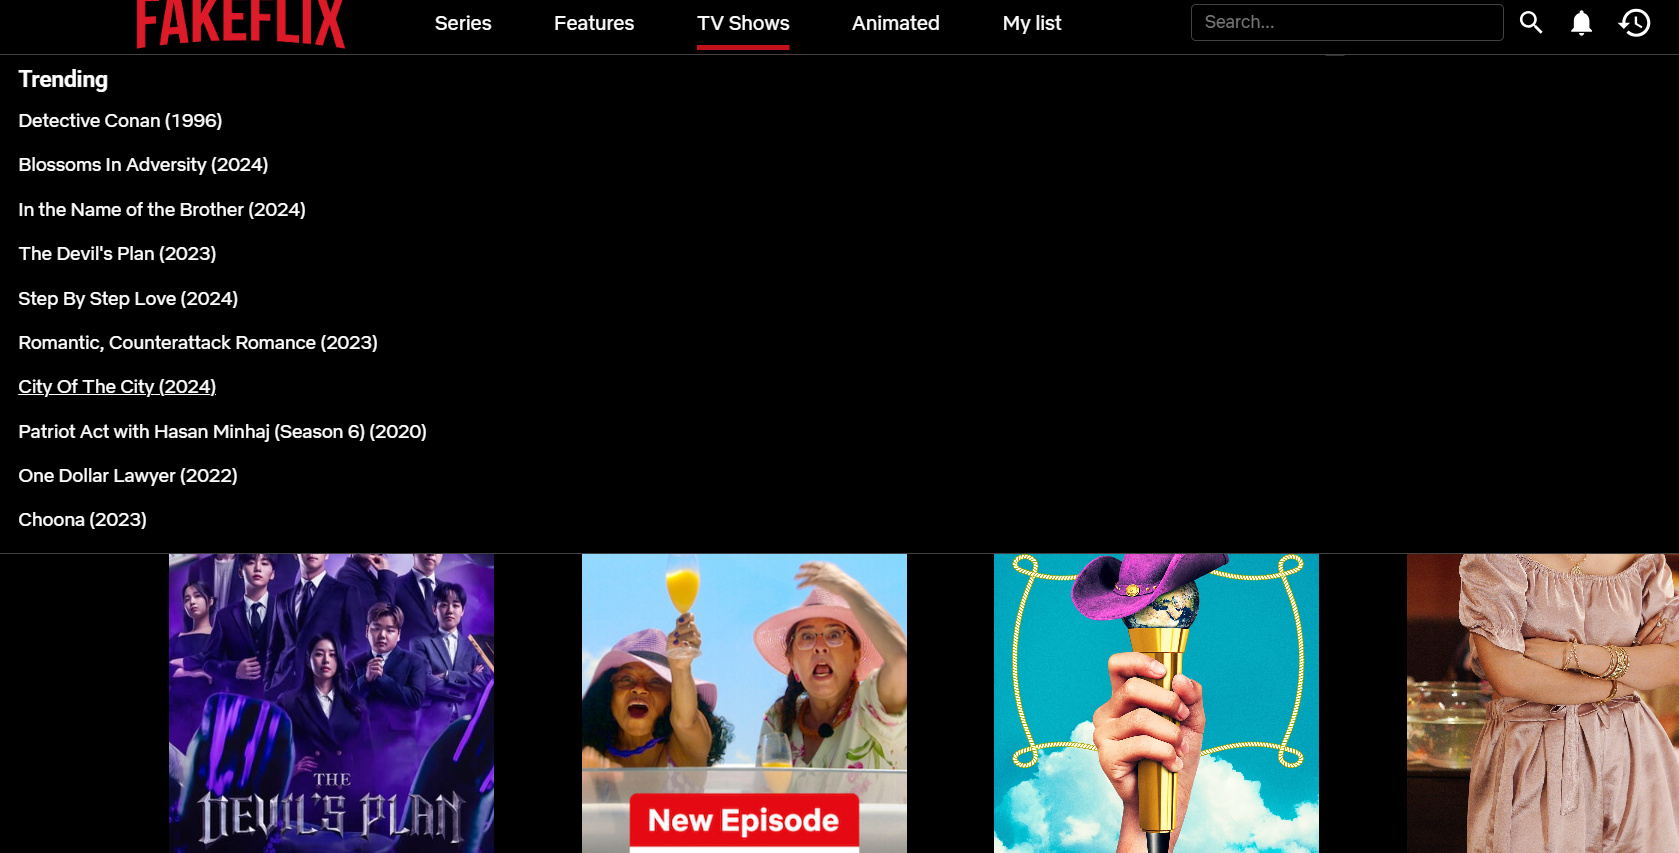 FAKEFLIX
Series
Features
TV Shows
Animated
My list
Search...
Trending
Detective Conan (1996)
Blossoms In Adversity (2024)
In the Name of the Brother (2024)
The Devil's Plan (2023)
Step By Step Love (2024)
Romantic, Counterattack Romance (2023)
City Of The City (2024)
Patriot Act with Hasan Minhaj (Season 6) (2020)
One Dollar Lawyer (2022)
Choona (2023)
THE
DEVIL'S PLAN
New Episode